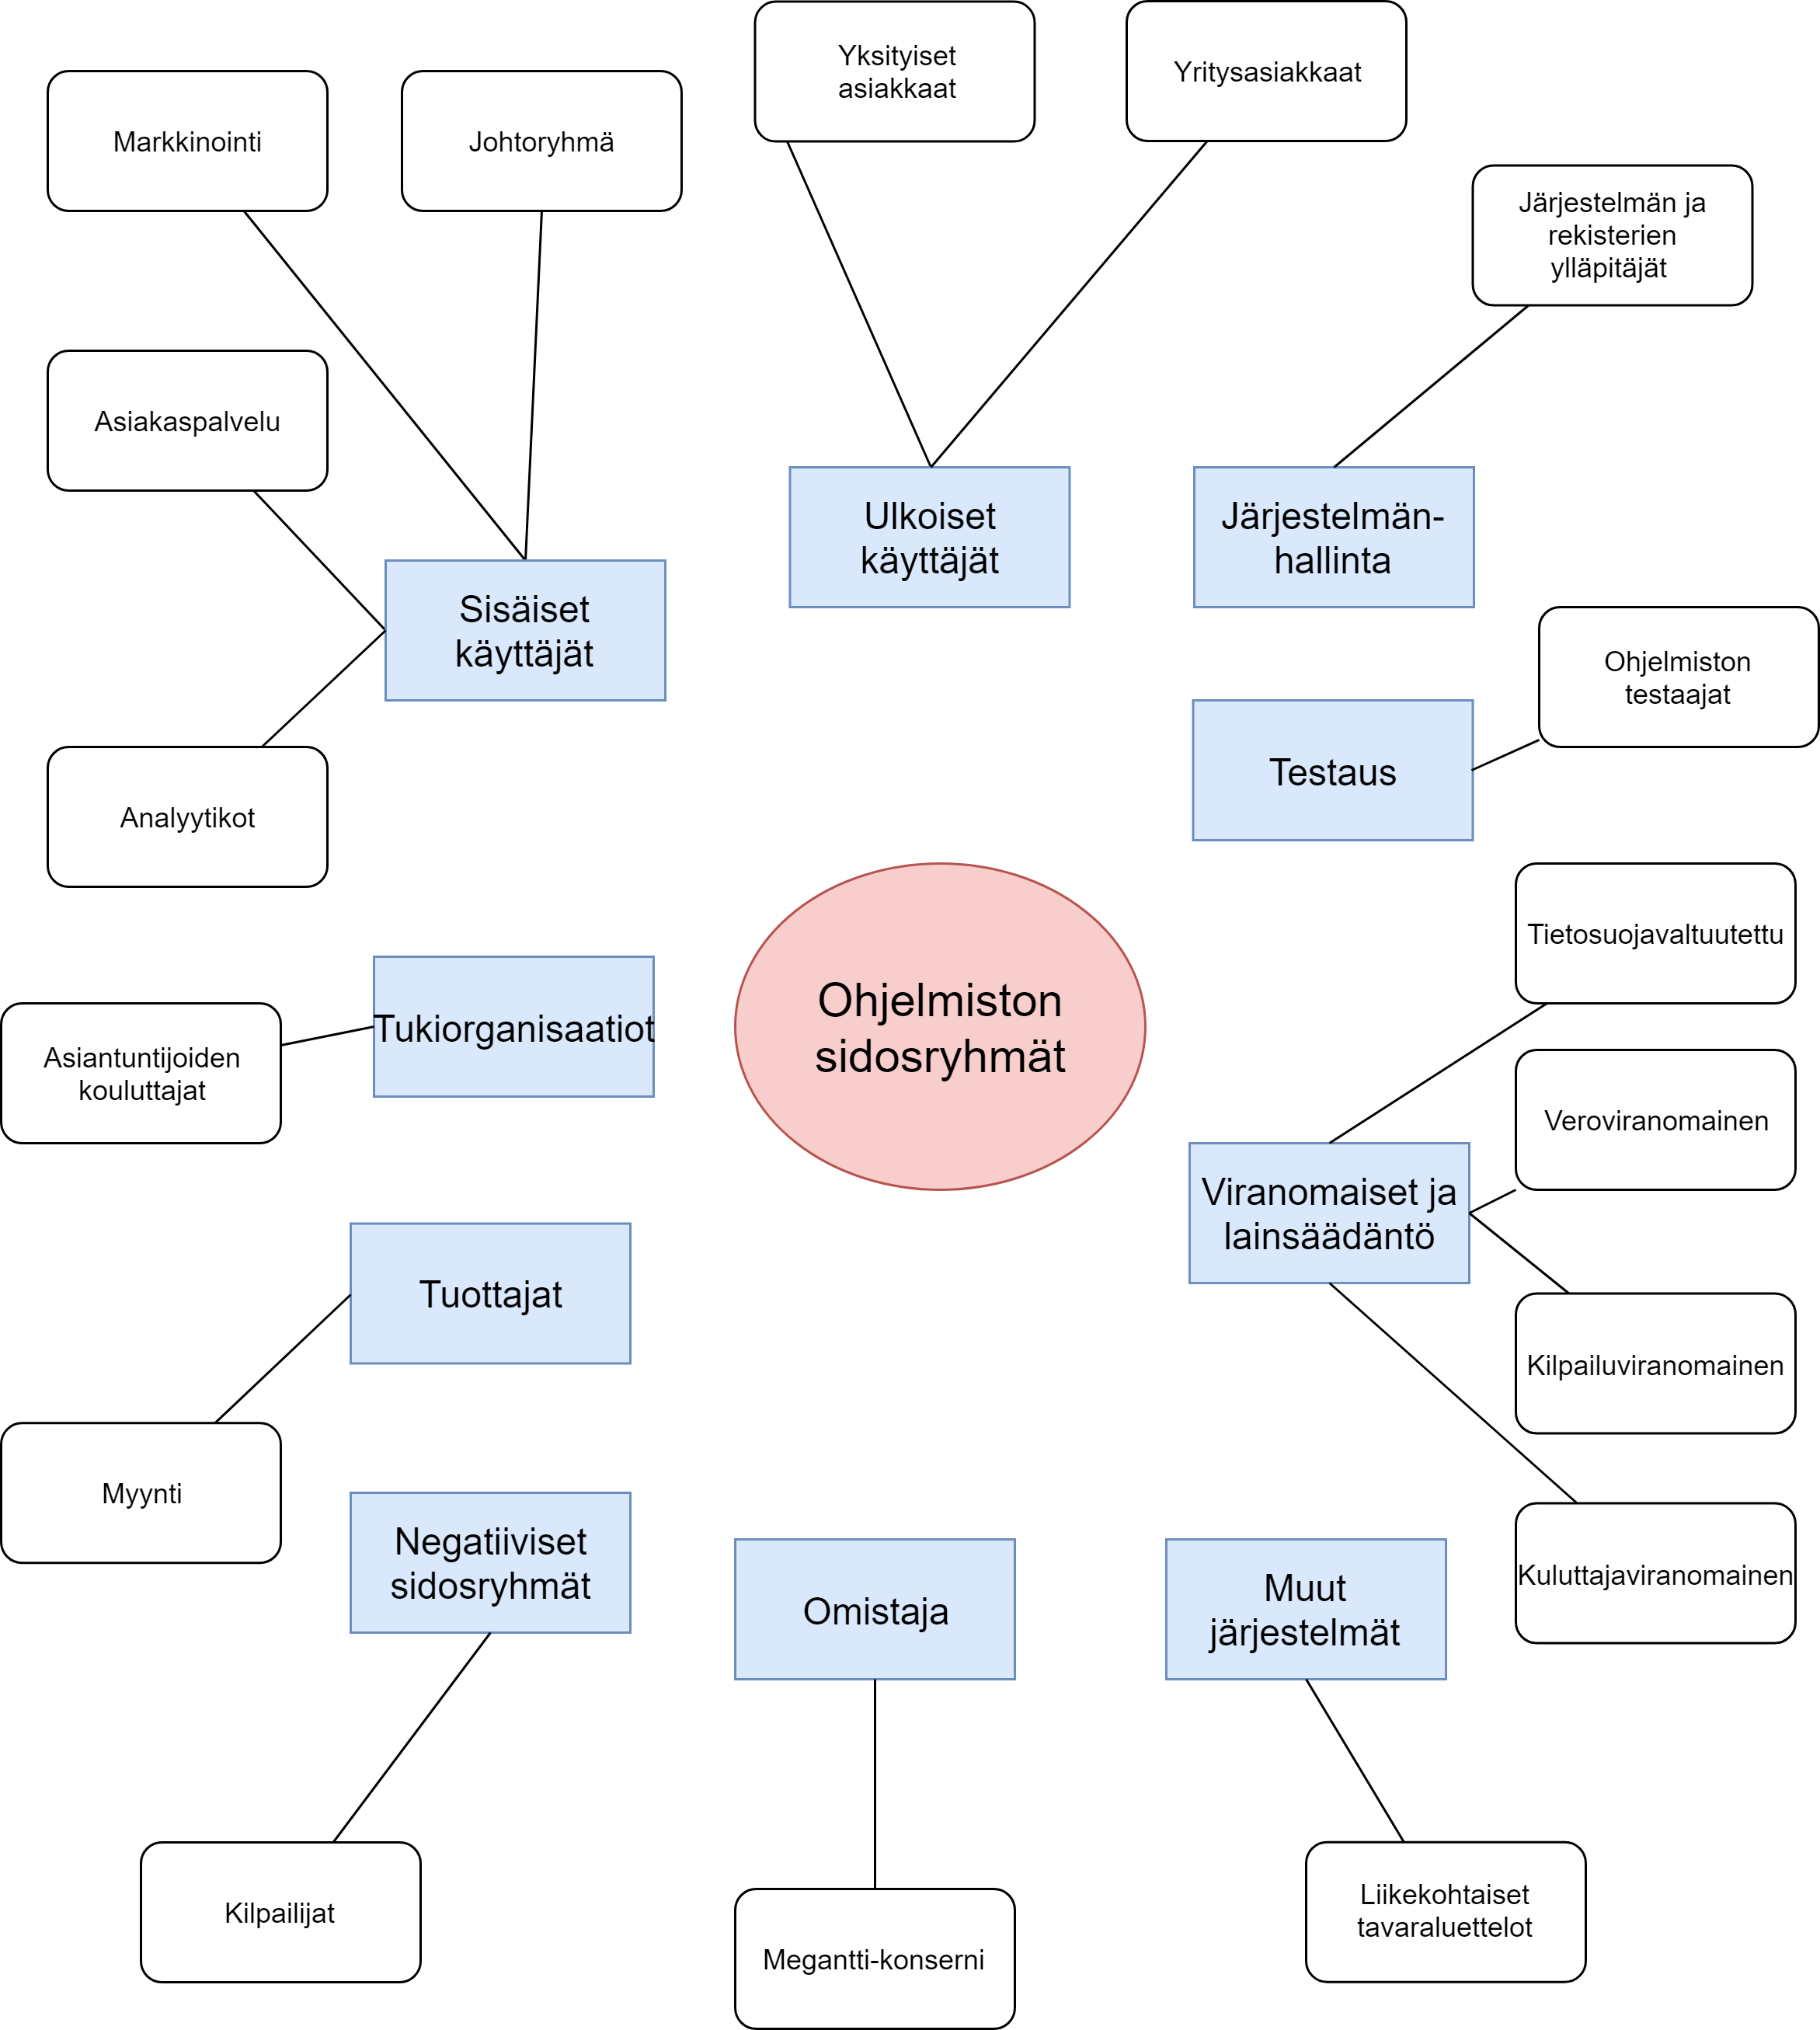 Yksityiset
asiakkaat
Yritysasiakkaat
Markkinointi
Johtoryhmä
Järjestelmän ja
rekisterien
ylläpitäjät
Asiakaspalvelu
Ulkoiset
käyttäjät
Järjestelmän-
hallinta
Sisäiset
käyttäjät
Ohjelmiston
testaajat
Testaus
Analyytikot
Tietosuojavaltuutettu
Ohjelmiston
sidosryhmät
Tukiorganisaatiot
Asiantuntijoiden
kouluttajat
Veroviranomainen
Viranomaiset ja
lainsäädäntö
Tuottajat
Kilpailuviranomainen
Myynti
Negatiiviset
sidosryhmät
Omistaja
Muut
järjestelmät
Kuluttajaviranomainen
Kilpailijat
Megantti-konserni
Liikekohtaiset
tavaraluettelot